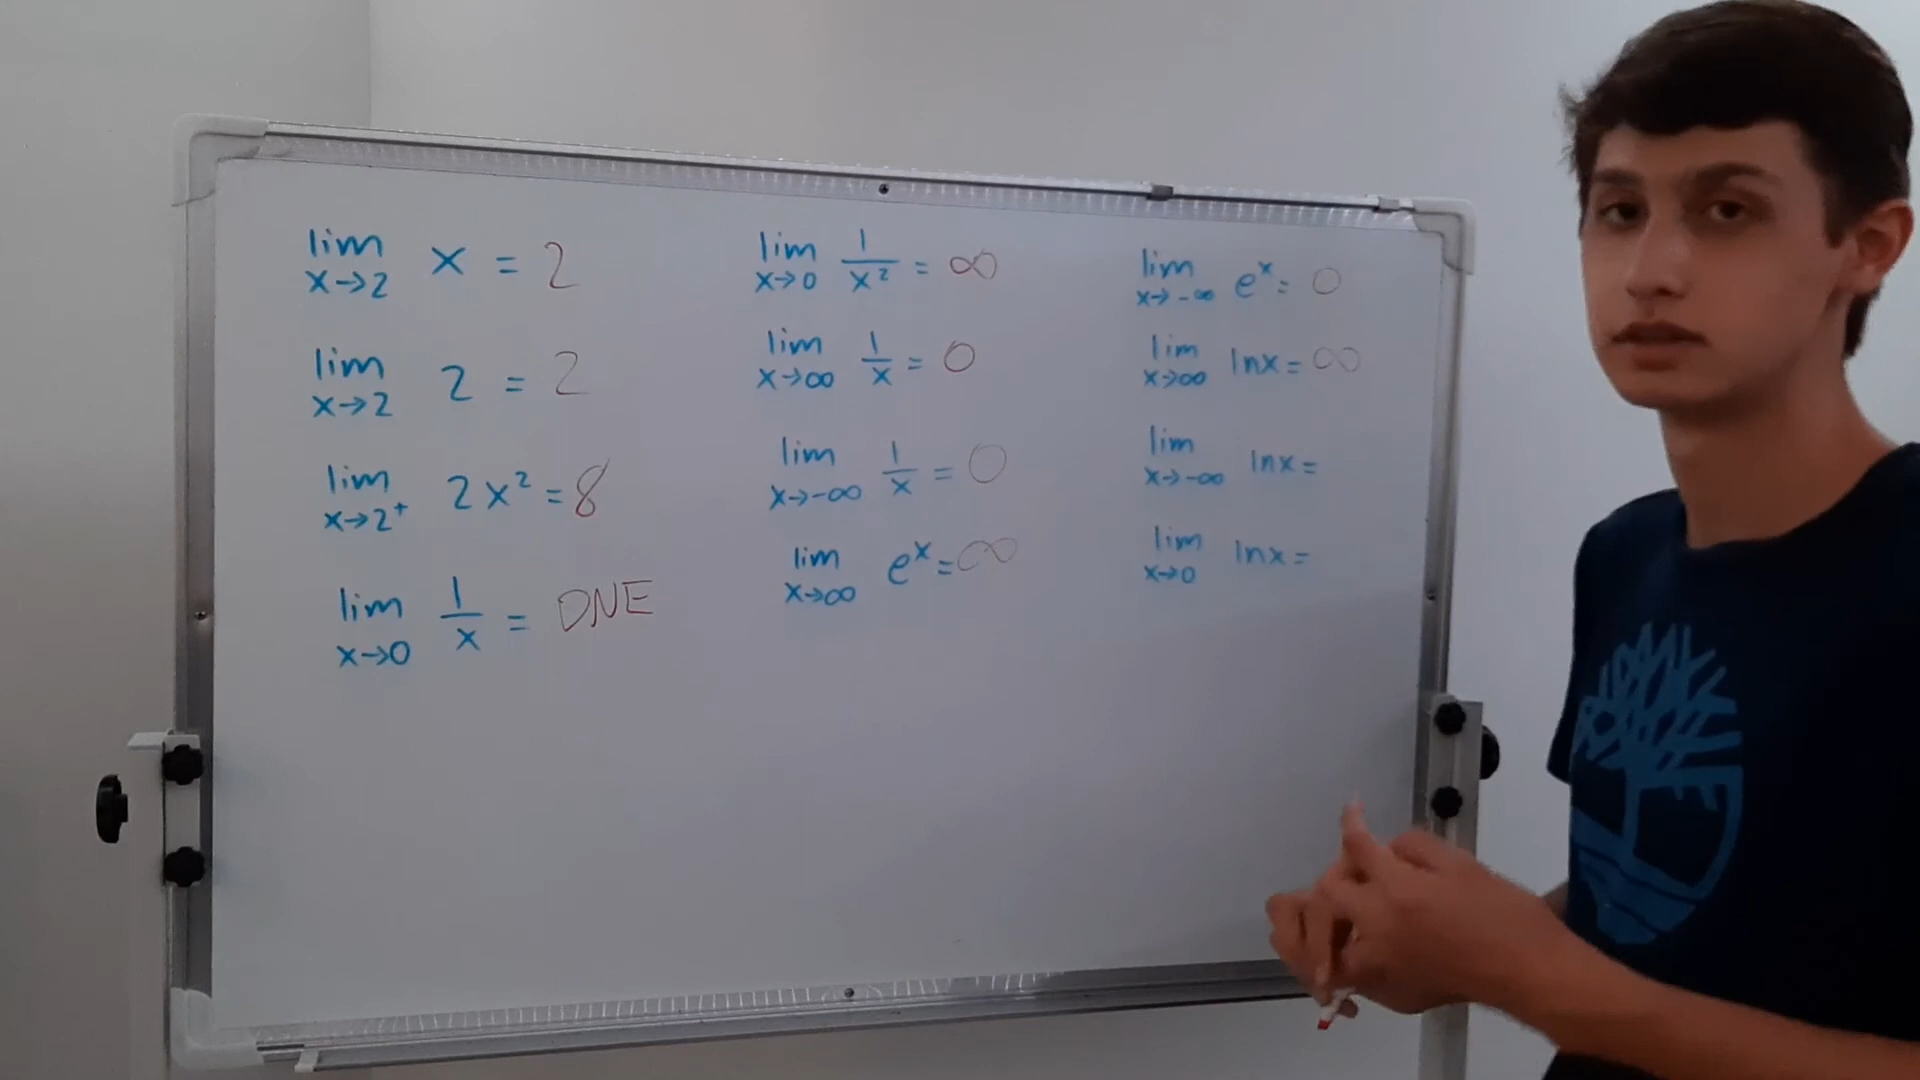 lim x→2 x = 2
lim x→2 2 = 2
lim x→2⁺ 2x² = 8
lim x→0 1/x = DNE
lim x→0 1/x² = ∞
lim x→∞ 1/x = 0
lim x→-∞ 1/x = 0
lim x→∞ eˣ = ∞
lim x→-∞ eˣ = 0
lim x→∞ lnx = ∞
lim x→-∞ lnx =
lim x→0 lnx =